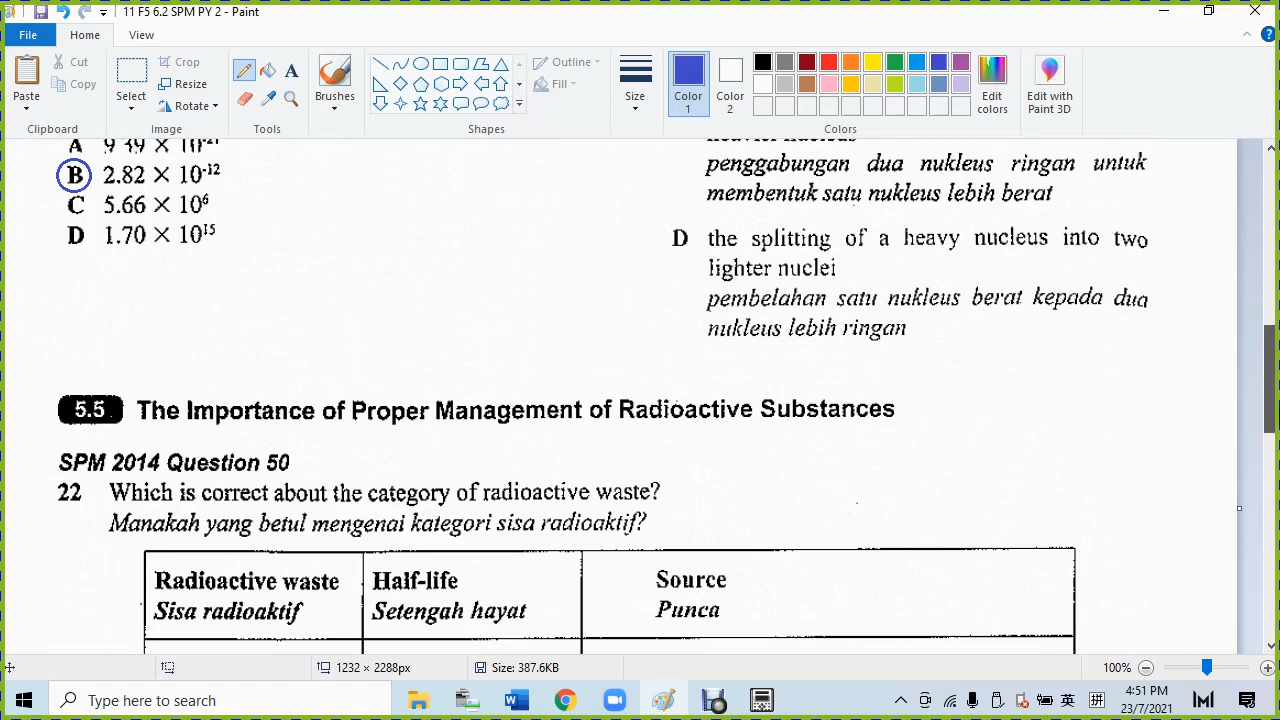 11 F5 6.2 SPM PY 2 - Paint
File
Home
View
Paste
Cut
Copy
Clipboard
Select
Crop
Resize
Rotate
Image
A
Tools
Brushes
Outline
Fill
Shapes
Size
Color 1
Color 2
Edit colors
Edit with Paint 3D
Colors
A
B 2.82 × 10⁻¹²
C 5.66 × 10⁶
D 1.70 × 10¹⁵
heavier nucleus
penggabungan dua nukleus ringan untuk
membentuk satu nukleus lebih berat
D the splitting of a heavy nucleus into two
lighter nuclei
pembelahan satu nukleus berat kepada dua
nukleus lebih ringan
5.5 The Importance of Proper Management of Radioactive Substances
SPM 2014 Question 50
22 Which is correct about the category of radioactive waste?
Manakah yang betul mengenai kategori sisa radioaktif?
Radioactive waste
Sisa radioaktif
Half-life
Setengah hayat
Source
Punca
1232 × 2288px
Size: 387.6KB
100%
Type here to search
英
拼
4:51 PM
23/7/2021